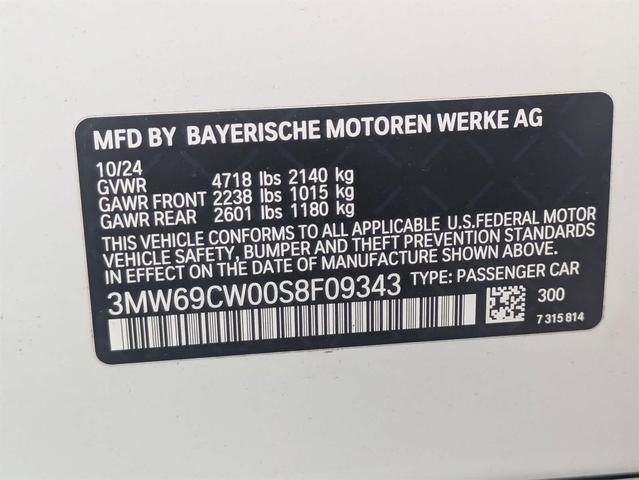 MFD BY BAYERISCHE MOTOREN WERKE AG
10/24
GVWR 4718 lbs 2140 kg
GAWR FRONT 2238 lbs 1015 kg
GAWR REAR 2601 lbs 1180 kg
THIS VEHICLE CONFORMS TO ALL APPLICABLE U.S.FEDERAL MOTOR
VEHICLE SAFETY, BUMPER AND THEFT PREVENTION STANDARDS
IN EFFECT ON THE DATE OF MANUFACTURE SHOWN ABOVE.
3MW69CW00S8F09343 TYPE: PASSENGER CAR
300
7 315 814